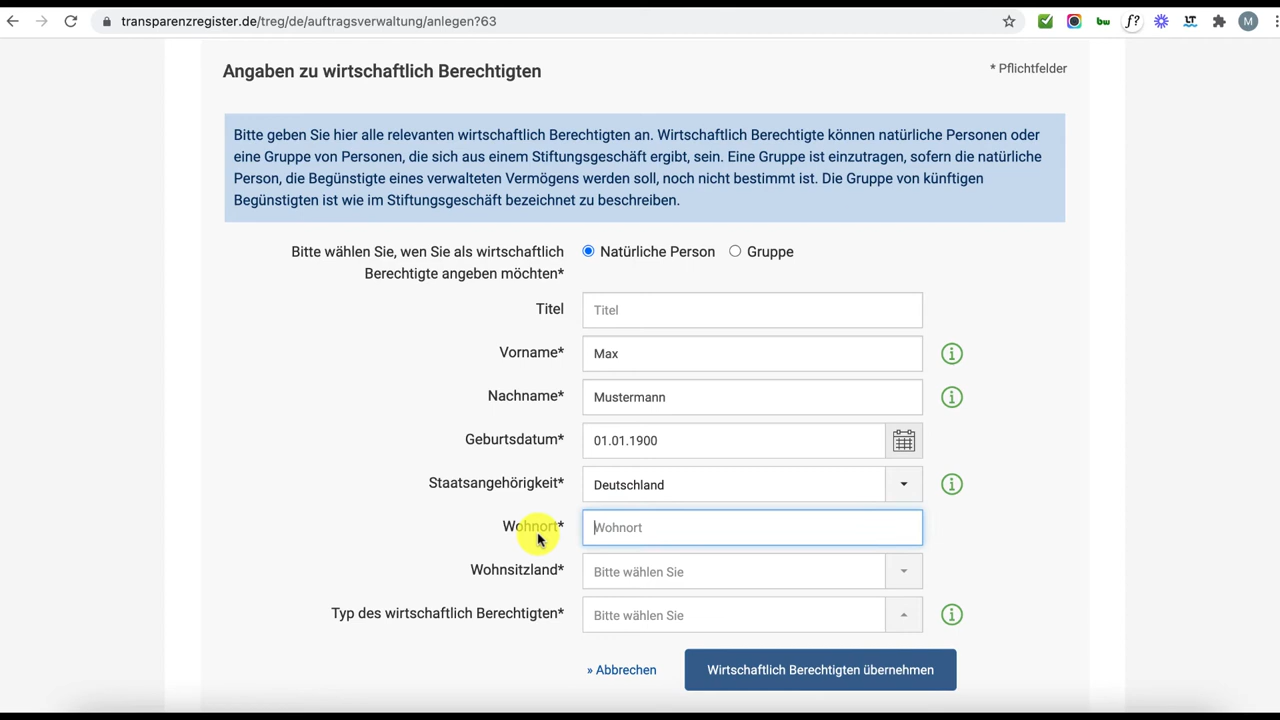 transparenzregister.de/treg/de/auftragsverwaltung/anlegen?63
bw
f?
LT
M
Angaben zu wirtschaftlich Berechtigten
* Pflichtfelder
Bitte geben Sie hier alle relevanten wirtschaftlich Berechtigten an. Wirtschaftlich Berechtigte können natürliche Personen oder
eine Gruppe von Personen, die sich aus einem Stiftungsgeschäft ergibt, sein. Eine Gruppe ist einzutragen, sofern die natürliche
Person, die Begünstigte eines verwalteten Vermögens werden soll, noch nicht bestimmt ist. Die Gruppe von künftigen
Begünstigten ist wie im Stiftungsgeschäft bezeichnet zu beschreiben.
Bitte wählen Sie, wen Sie als wirtschaftlich
Berechtigte angeben möchten*
Natürliche Person
Gruppe
Titel
Titel
Vorname*
Max
Nachname*
Mustermann
Geburtsdatum*
01.01.1900
Staatsangehörigkeit*
Deutschland
Wohnort*
Wohnort
Wohnsitzland*
Bitte wählen Sie
Typ des wirtschaftlich Berechtigten*
Bitte wählen Sie
» Abbrechen
Wirtschaftlich Berechtigten übernehmen